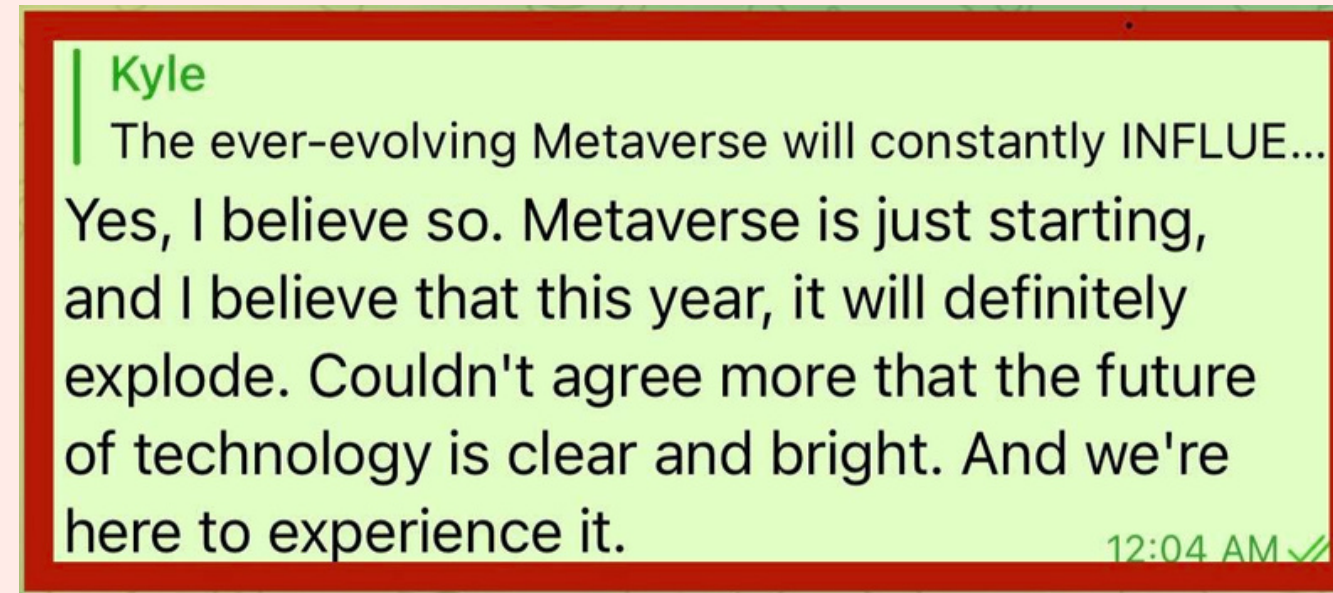 Kyle
The ever-evolving Metaverse will constantly INFLUE...
Yes, I believe so. Metaverse is just starting,
and I believe that this year, it will definitely
explode. Couldn't agree more that the future
of technology is clear and bright. And we're
here to experience it.
12:04 AM